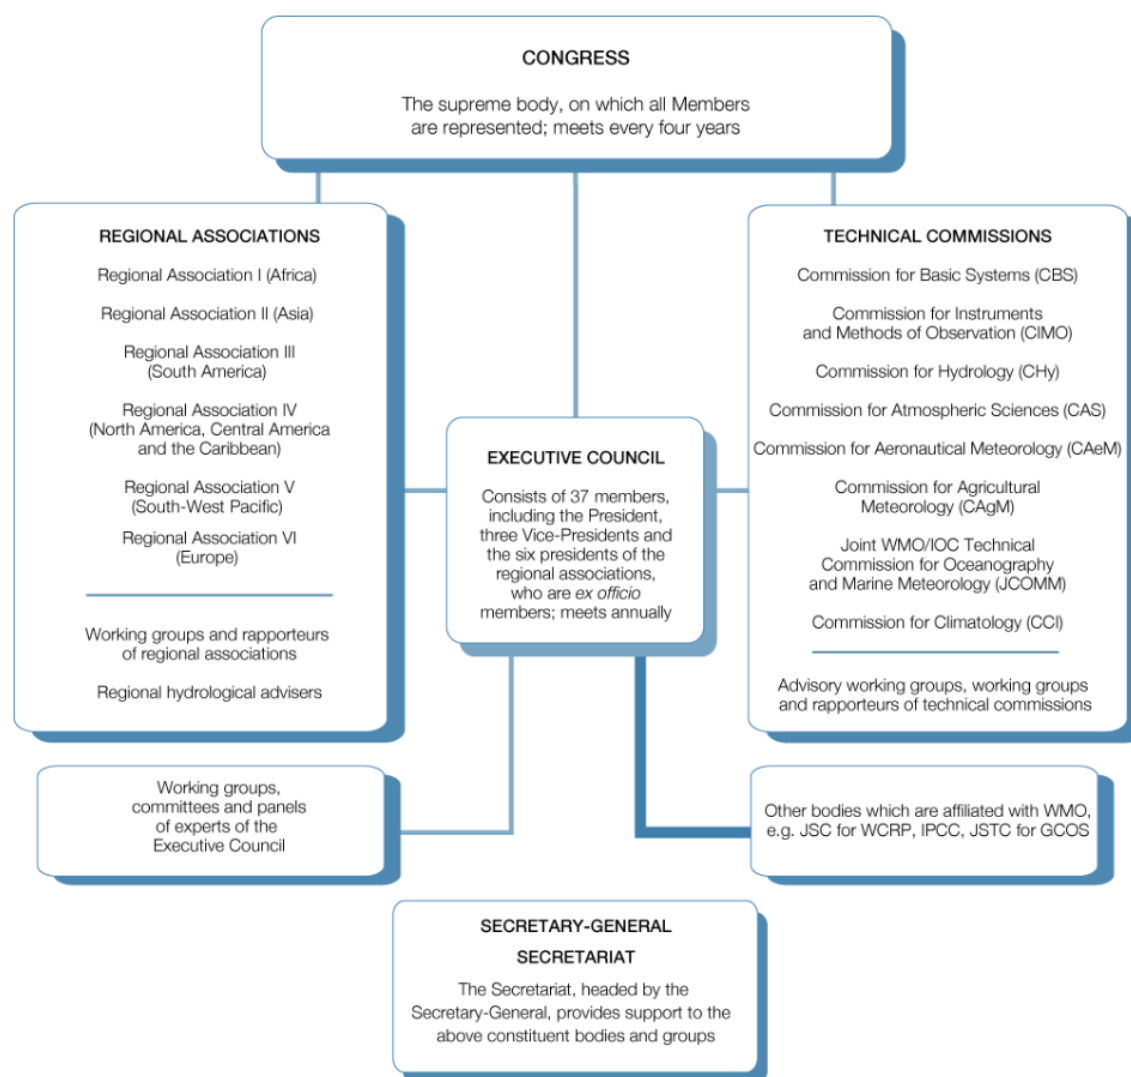 CONGRESS
The supreme body, on which all Members
are represented; meets every four years
REGIONAL ASSOCIATIONS
Regional Association I (Africa)
Regional Association II (Asia)
Regional Association III
(South America)
Regional Association IV
(North America, Central America
and the Caribbean)
Regional Association V
(South-West Pacific)
Regional Association VI
(Europe)
Working groups and rapporteurs
of regional associations
Regional hydrological advisers
EXECUTIVE COUNCIL
Consists of 37 members,
including the President,
three Vice-Presidents and
the six presidents of the
regional associations,
who are ex officio
members; meets annually
TECHNICAL COMMISSIONS
Commission for Basic Systems (CBS)
Commission for Instruments
and Methods of Observation (CIMO)
Commission for Hydrology (CHy)
Commission for Atmospheric Sciences (CAS)
Commission for Aeronautical Meteorology (CAeM)
Commission for Agricultural
Meteorology (CAgM)
Joint WMO/IOC Technical
Commission for Oceanography
and Marine Meteorology (JCOMM)
Commission for Climatology (CCl)
Advisory working groups, working groups
and rapporteurs of technical commissions
Working groups,
committees and panels
of experts of the
Executive Council
Other bodies which are affiliated with WMO,
e.g. JSC for WCRP, IPCC, JSTC for GCOS
SECRETARY-GENERAL
SECRETARIAT
The Secretariat, headed by the
Secretary-General, provides support to the
above constituent bodies and groups